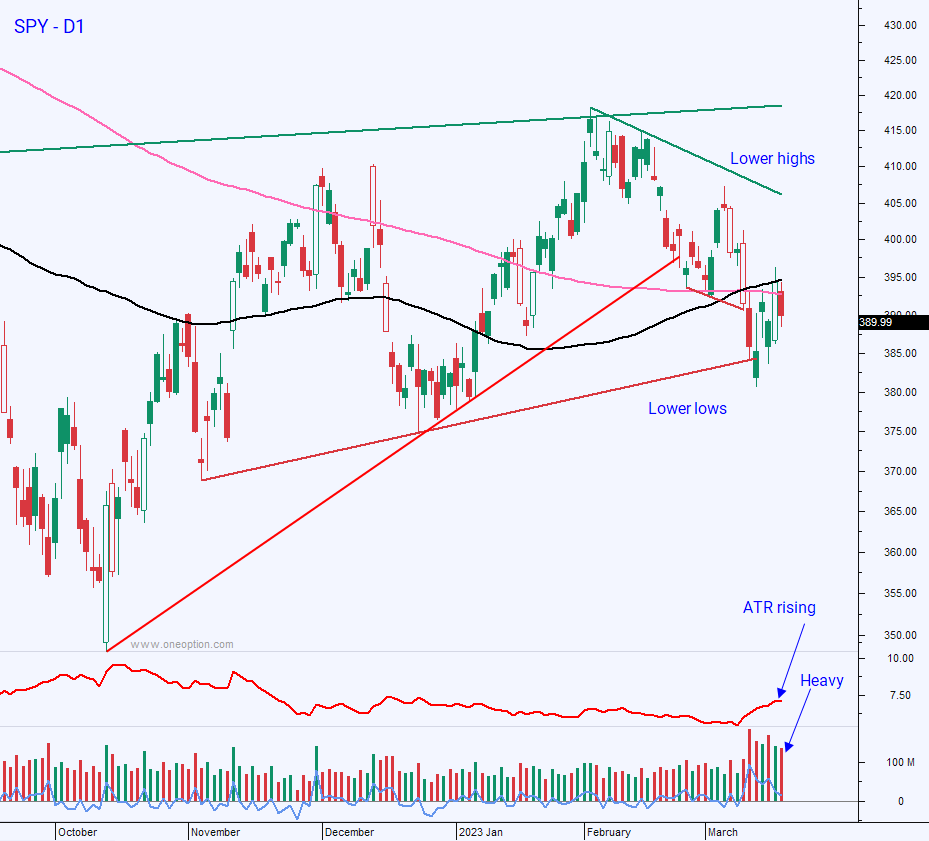 SPY - D1
430.00
425.00
420.00
415.00
Lower highs
410.00
405.00
400.00
395.00
390.00
389.99
385.00
380.00
Lower lows
375.00
370.00
365.00
360.00
355.00
ATR rising
350.00
www.oneoption.com
10.00
Heavy
7.50
100 M
0
October November December 2023 Jan February March